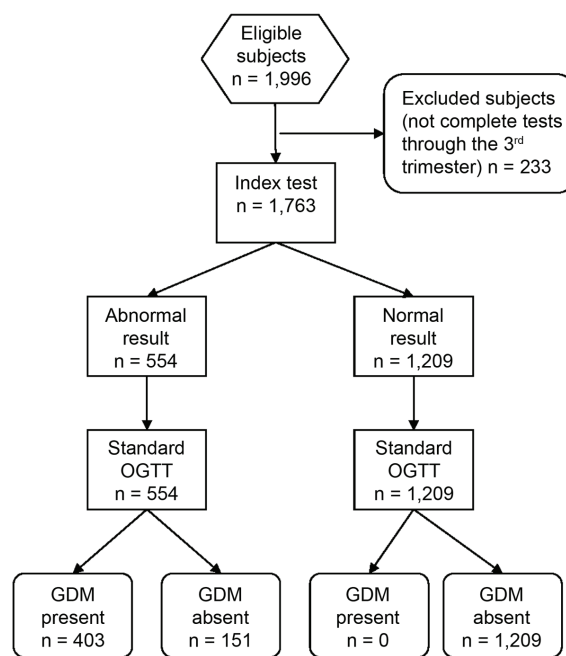 Eligible
subjects
n = 1,996
Excluded subjects
(not complete tests
through the 3rd
trimester) n = 233
Index test
n = 1,763
Abnormal
result
n = 554
Normal
result
n = 1,209
Standard
OGTT
n = 554
Standard
OGTT
n = 1,209
GDM
present
n = 403
GDM
absent
n = 151
GDM
present
n = 0
GDM
absent
n = 1,209